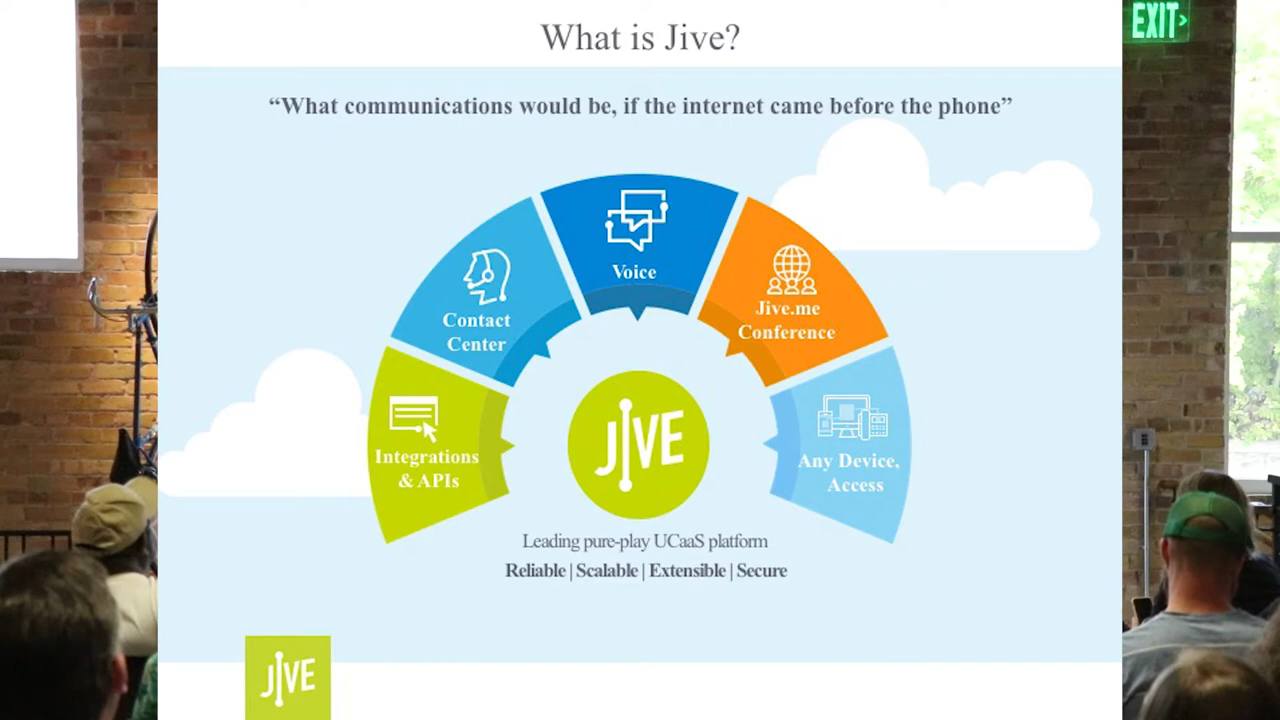 What is Jive?
EXIT
“What communications would be, if the internet came before the phone”
Voice
Contact
Center
Jive.me
Conference
Integrations
& APIs
Any Device,
Access
JIVE
Leading pure-play UCaaS platform
Reliable | Scalable | Extensible | Secure
JIVE